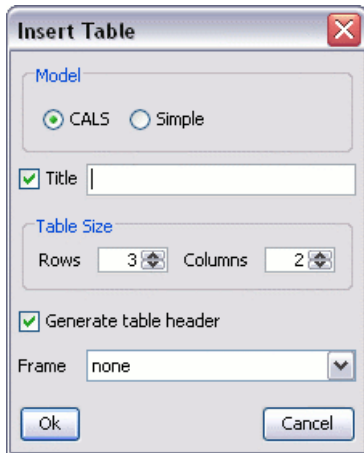 Insert Table
Model
CALS Simple
Title
Table Size
Rows 3 Columns 2
Generate table header
Frame none
Ok Cancel